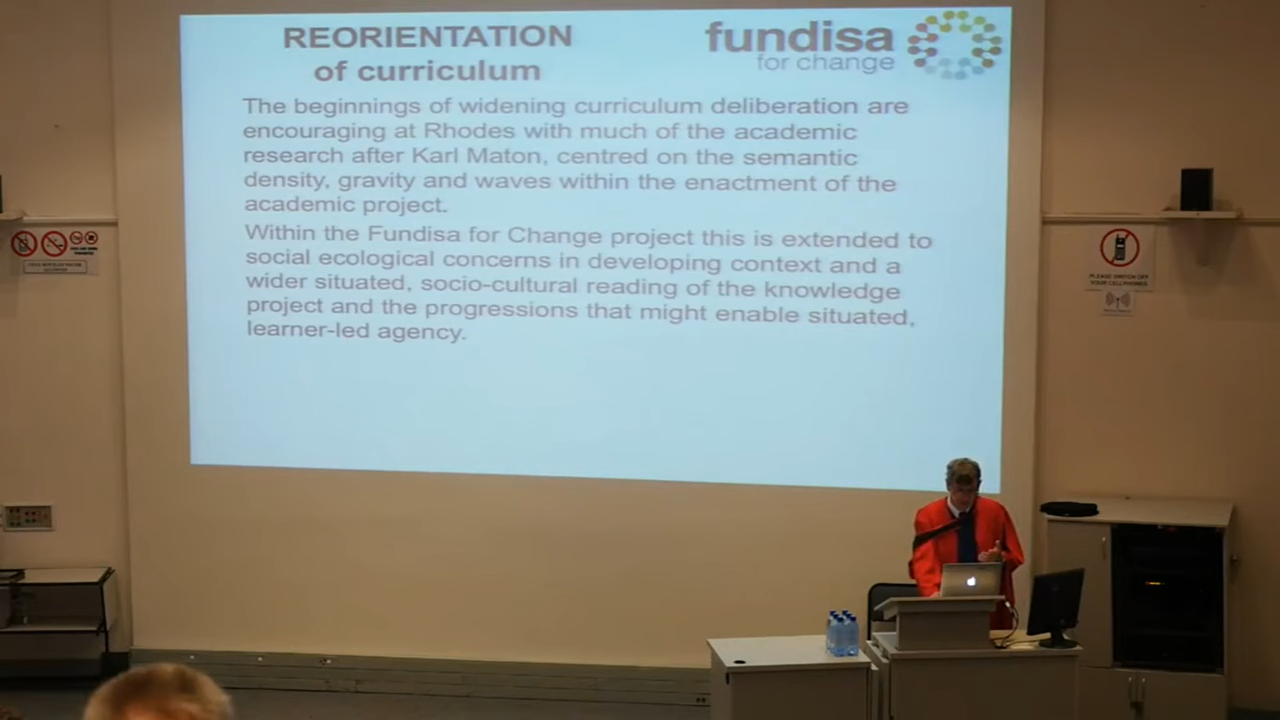 REORIENTATION
of curriculum
fundisa
for change
The beginnings of widening curriculum deliberation are
encouraging at Rhodes with much of the academic
research after Karl Maton, centred on the semantic
density, gravity and waves within the enactment of the
academic project.
Within the Fundisa for Change project this is extended to
social ecological concerns in developing context and a
wider situated, socio-cultural reading of the knowledge
project and the progressions that might enable situated,
learner-led agency.
PLEASE SWITCH OFF
YOUR CELLPHONES